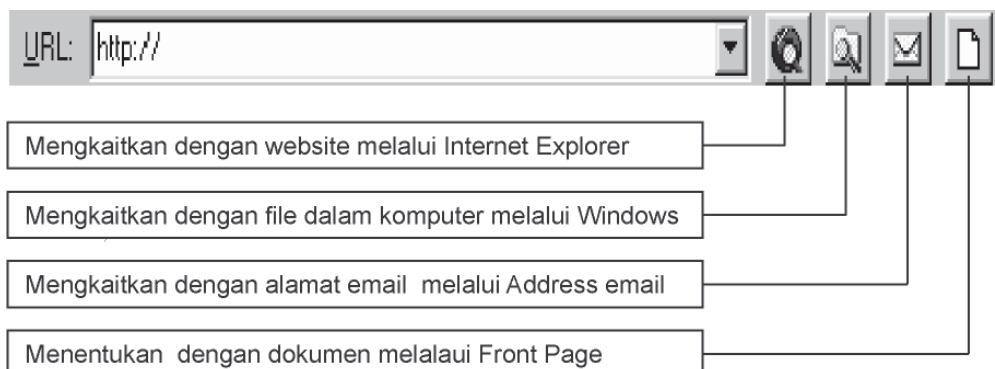 URL: http://
Mengkaitkan dengan website melalui Internet Explorer
Mengkaitkan dengan file dalam komputer melalui Windows
Mengkaitkan dengan alamat email melalui Address email
Menentukan dengan dokumen melalaui Front Page